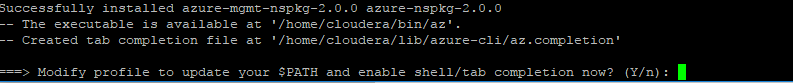 Successfully installed azure-mgmt-nspkg-2.0.0 azure-nspkg-2.0.0
-- The executable is available at '/home/cloudera/bin/az'.
-- Created tab completion file at '/home/cloudera/lib/azure-cli/az.completion'
===> Modify profile to update your $PATH and enable shell/tab completion now? (Y/n):